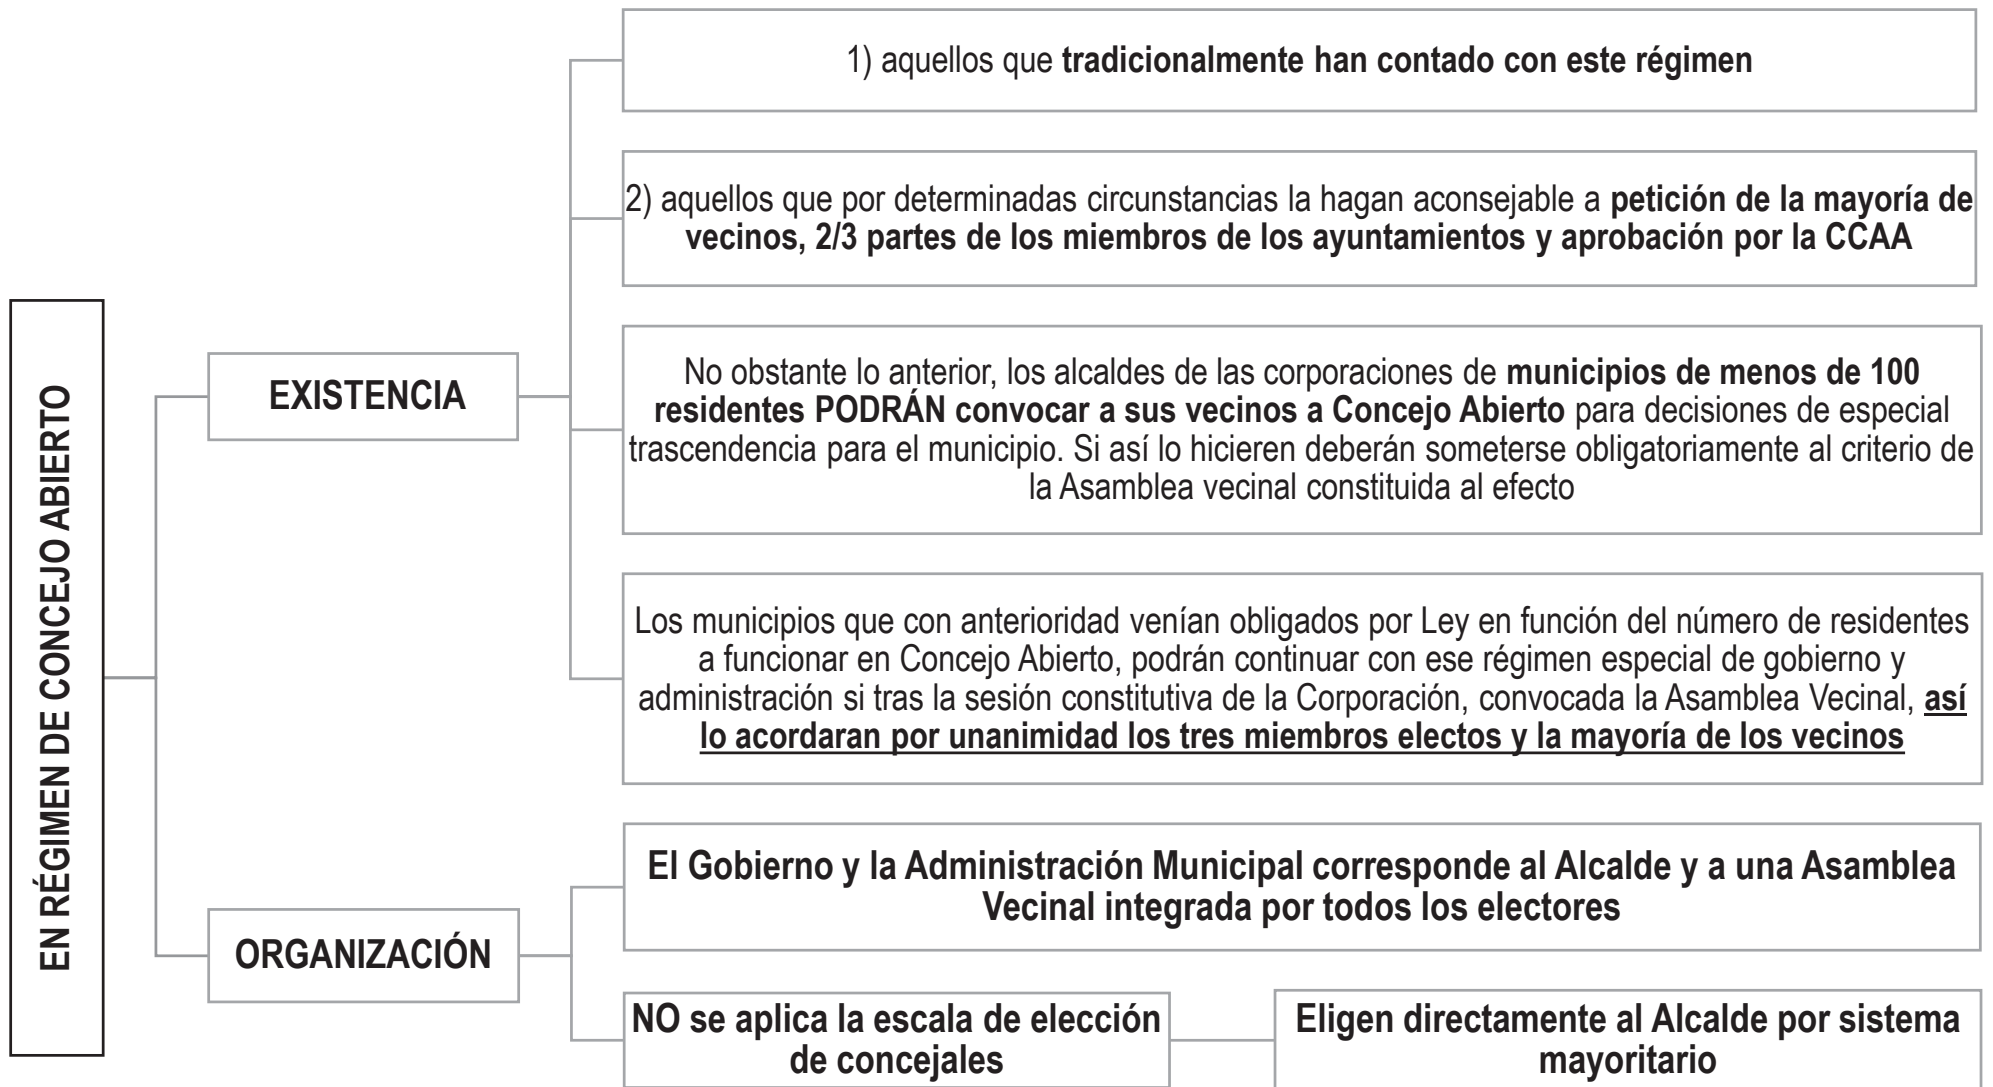 EN RÉGIMEN DE CONCEJO ABIERTO
EXISTENCIA
1) aquellos que tradicionalmente han contado con este régimen
2) aquellos que por determinadas circunstancias la hagan aconsejable a petición de la mayoría de
vecinos, 2/3 partes de los miembros de los ayuntamientos y aprobación por la CCAA
No obstante lo anterior, los alcaldes de las corporaciones de municipios de menos de 100
residentes PODRÁN convocar a sus vecinos a Concejo Abierto para decisiones de especial
trascendencia para el municipio. Si así lo hicieren deberán someterse obligatoriamente al criterio de
la Asamblea vecinal constituida al efecto
Los municipios que con anterioridad venían obligados por Ley en función del número de residentes
a funcionar en Concejo Abierto, podrán continuar con ese régimen especial de gobierno y
administración si tras la sesión constitutiva de la Corporación, convocada la Asamblea Vecinal, así
lo acordaran por unanimidad los tres miembros electos y la mayoría de los vecinos
ORGANIZACIÓN
El Gobierno y la Administración Municipal corresponde al Alcalde y a una Asamblea
Vecinal integrada por todos los electores
NO se aplica la escala de elección
de concejales
Eligen directamente al Alcalde por sistema
mayoritario